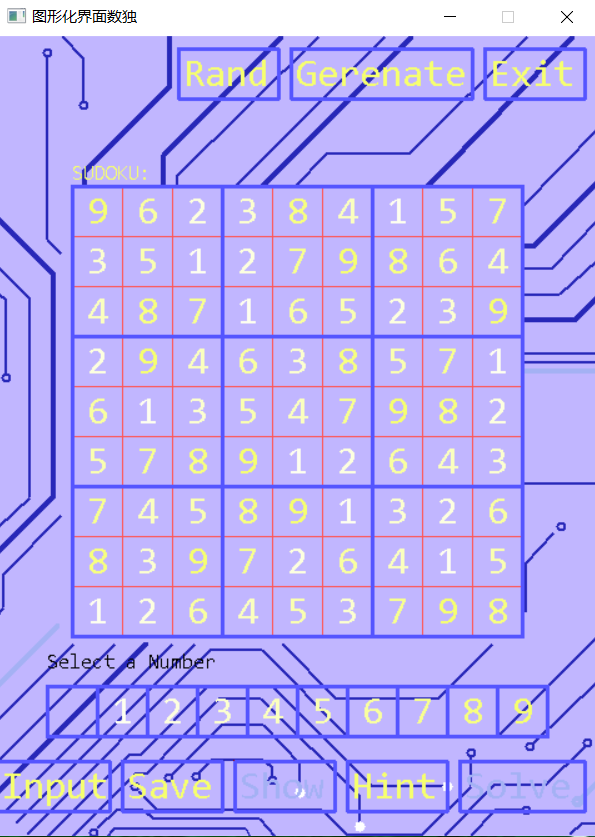 图形化界面数独
Rand Gerenate Exit
SUDOKU:
9 6 2 3 8 4 1 5 7
3 5 1 2 7 9 8 6 4
4 8 7 1 6 5 2 3 9
2 9 4 6 3 8 5 7 1
6 1 3 5 4 7 9 8 2
5 7 8 9 1 2 6 4 3
7 4 5 8 9 1 3 2 6
8 3 9 7 2 6 4 1 5
1 2 6 4 5 3 7 9 8
Select a Number
1 2 3 4 5 6 7 8 9
Input Save Show Hint Solve